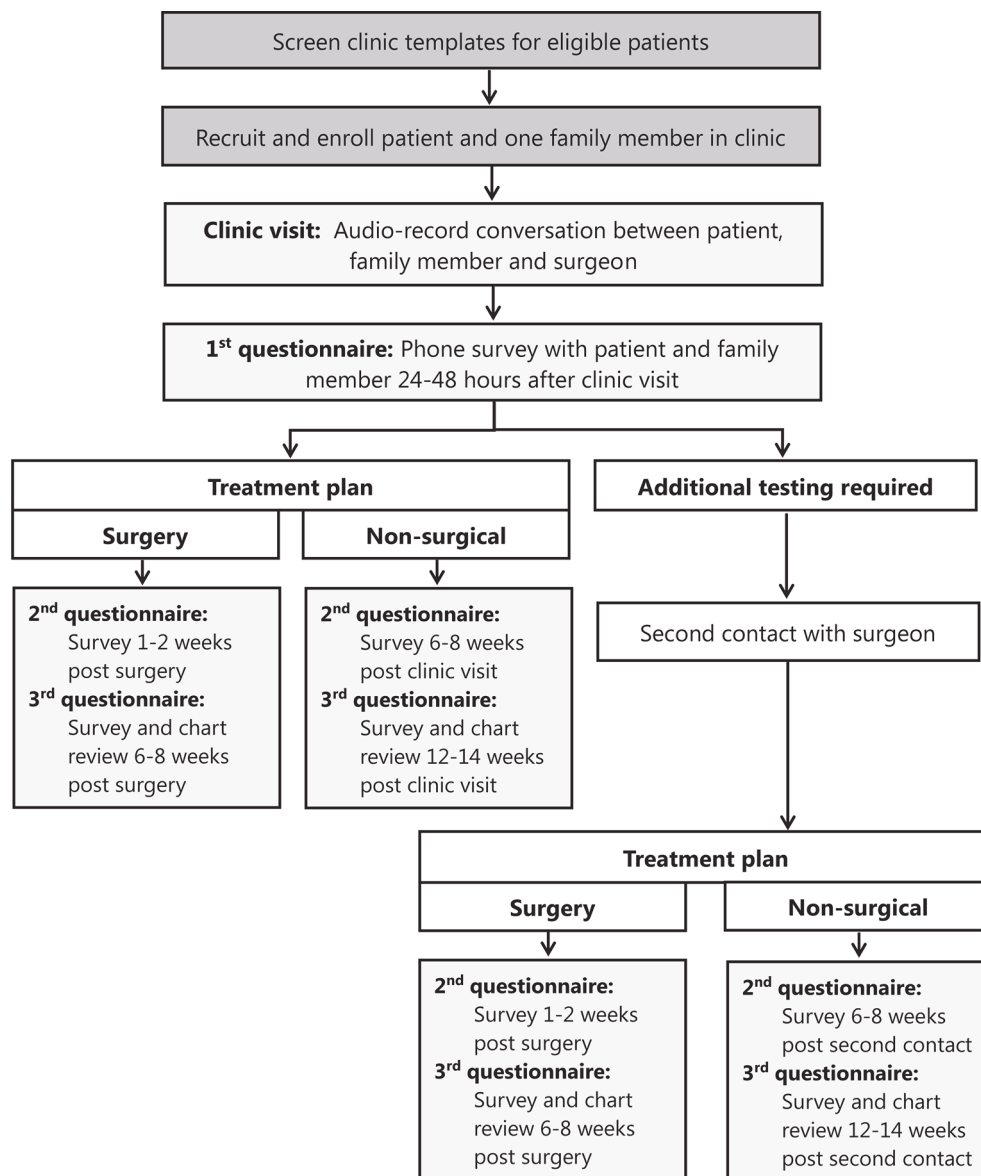 Screen clinic templates for eligible patients
Recruit and enroll patient and one family member in clinic
Clinic visit: Audio-record conversation between patient,
family member and surgeon
1st questionnaire: Phone survey with patient and family
member 24-48 hours after clinic visit
Treatment plan
Surgery
Non-surgical
2nd questionnaire:
Survey 1-2 weeks
post surgery
3rd questionnaire:
Survey and chart
review 6-8 weeks
post surgery
2nd questionnaire:
Survey 6-8 weeks
post clinic visit
3rd questionnaire:
Survey and chart
review 12-14 weeks
post clinic visit
Additional testing required
Second contact with surgeon
Treatment plan
Surgery
Non-surgical
2nd questionnaire:
Survey 1-2 weeks
post surgery
3rd questionnaire:
Survey and chart
review 6-8 weeks
post surgery
2nd questionnaire:
Survey 6-8 weeks
post second contact
3rd questionnaire:
Survey and chart
review 12-14 weeks
post second contact